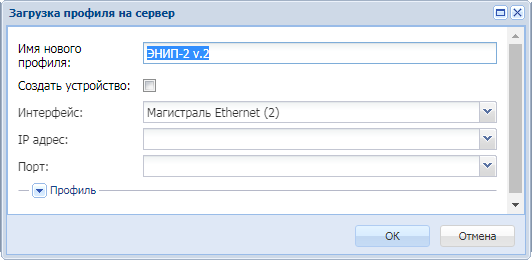 Загрузка профиля на сервер
Имя нового
профиля:
ЭНИП-2 v.2
Создать устройство:
Интерфейс:
Магистраль Ethernet (2)
IP адрес:
Порт:
Профиль
OK
Отмена